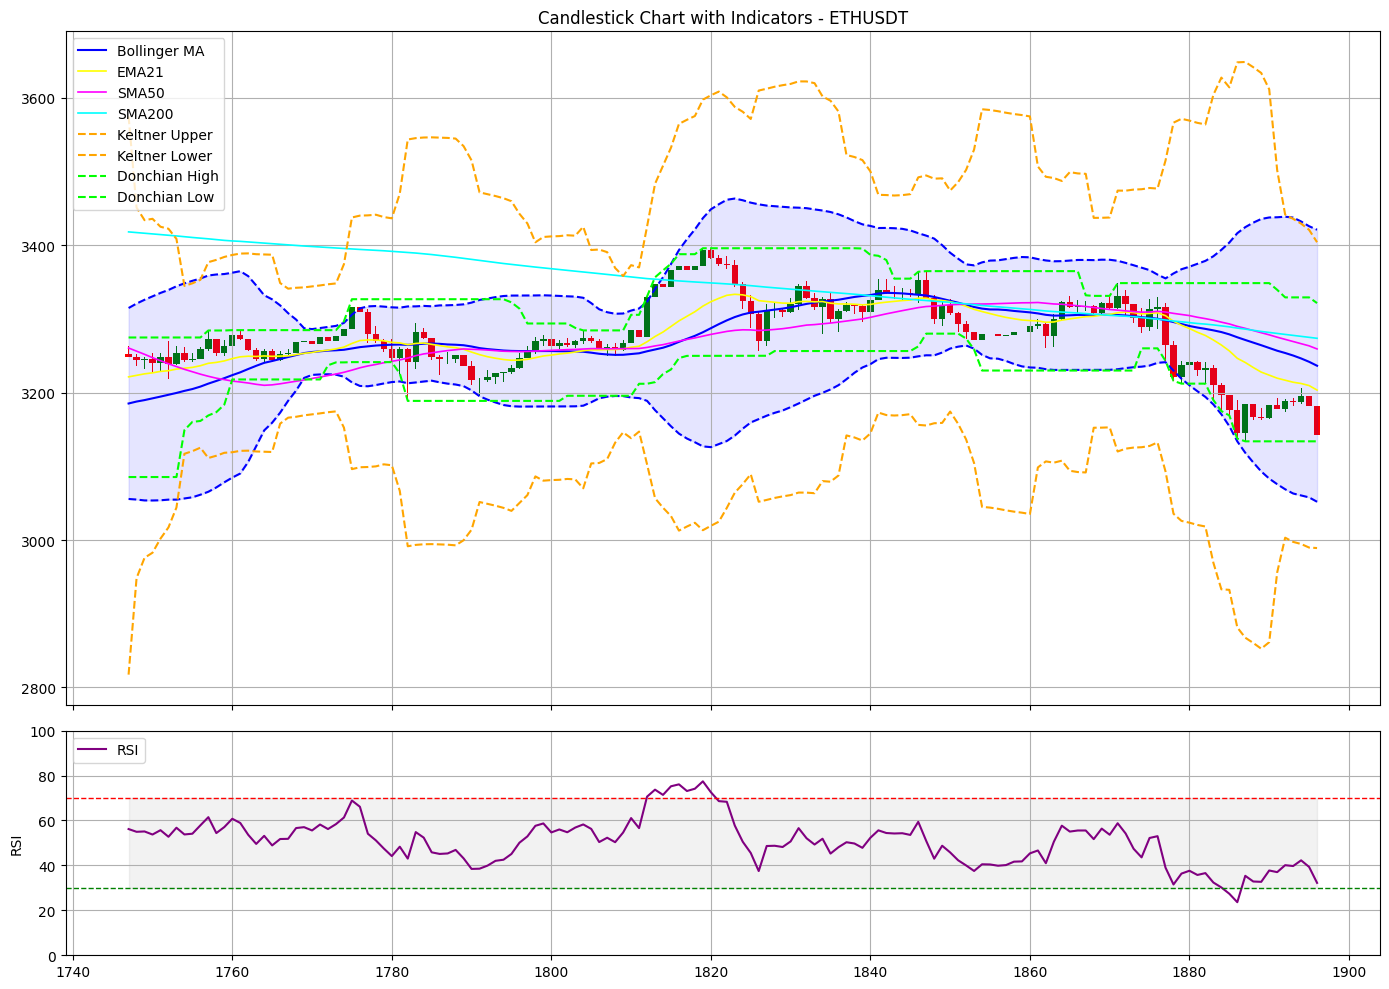 Candlestick Chart with Indicators - ETHUSDT
Bollinger MA
EMA21
SMA50
SMA200
Keltner Upper
Keltner Lower
Donchian High
Donchian Low
3600
3400
3200
3000
2800
RSI
100
80
60
40
20
0
RSI
1740 1760 1780 1800 1820 1840 1860 1880 1900